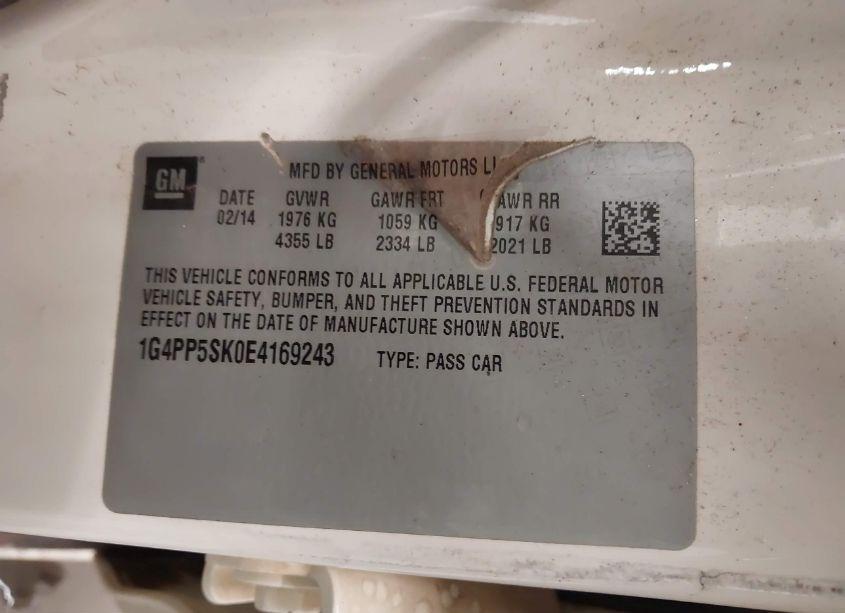 GM
MFD BY GENERAL MOTORS
DATE GVWR GAWR FRT AWR RR
02/14 1976 KG 1059 KG 917 KG
4355 LB 2334 LB 2021 LB
THIS VEHICLE CONFORMS TO ALL APPLICABLE U.S. FEDERAL MOTOR
VEHICLE SAFETY, BUMPER, AND THEFT PREVENTION STANDARDS IN
EFFECT ON THE DATE OF MANUFACTURE SHOWN ABOVE.
1G4PP5SK0E4169243 TYPE: PASS CAR